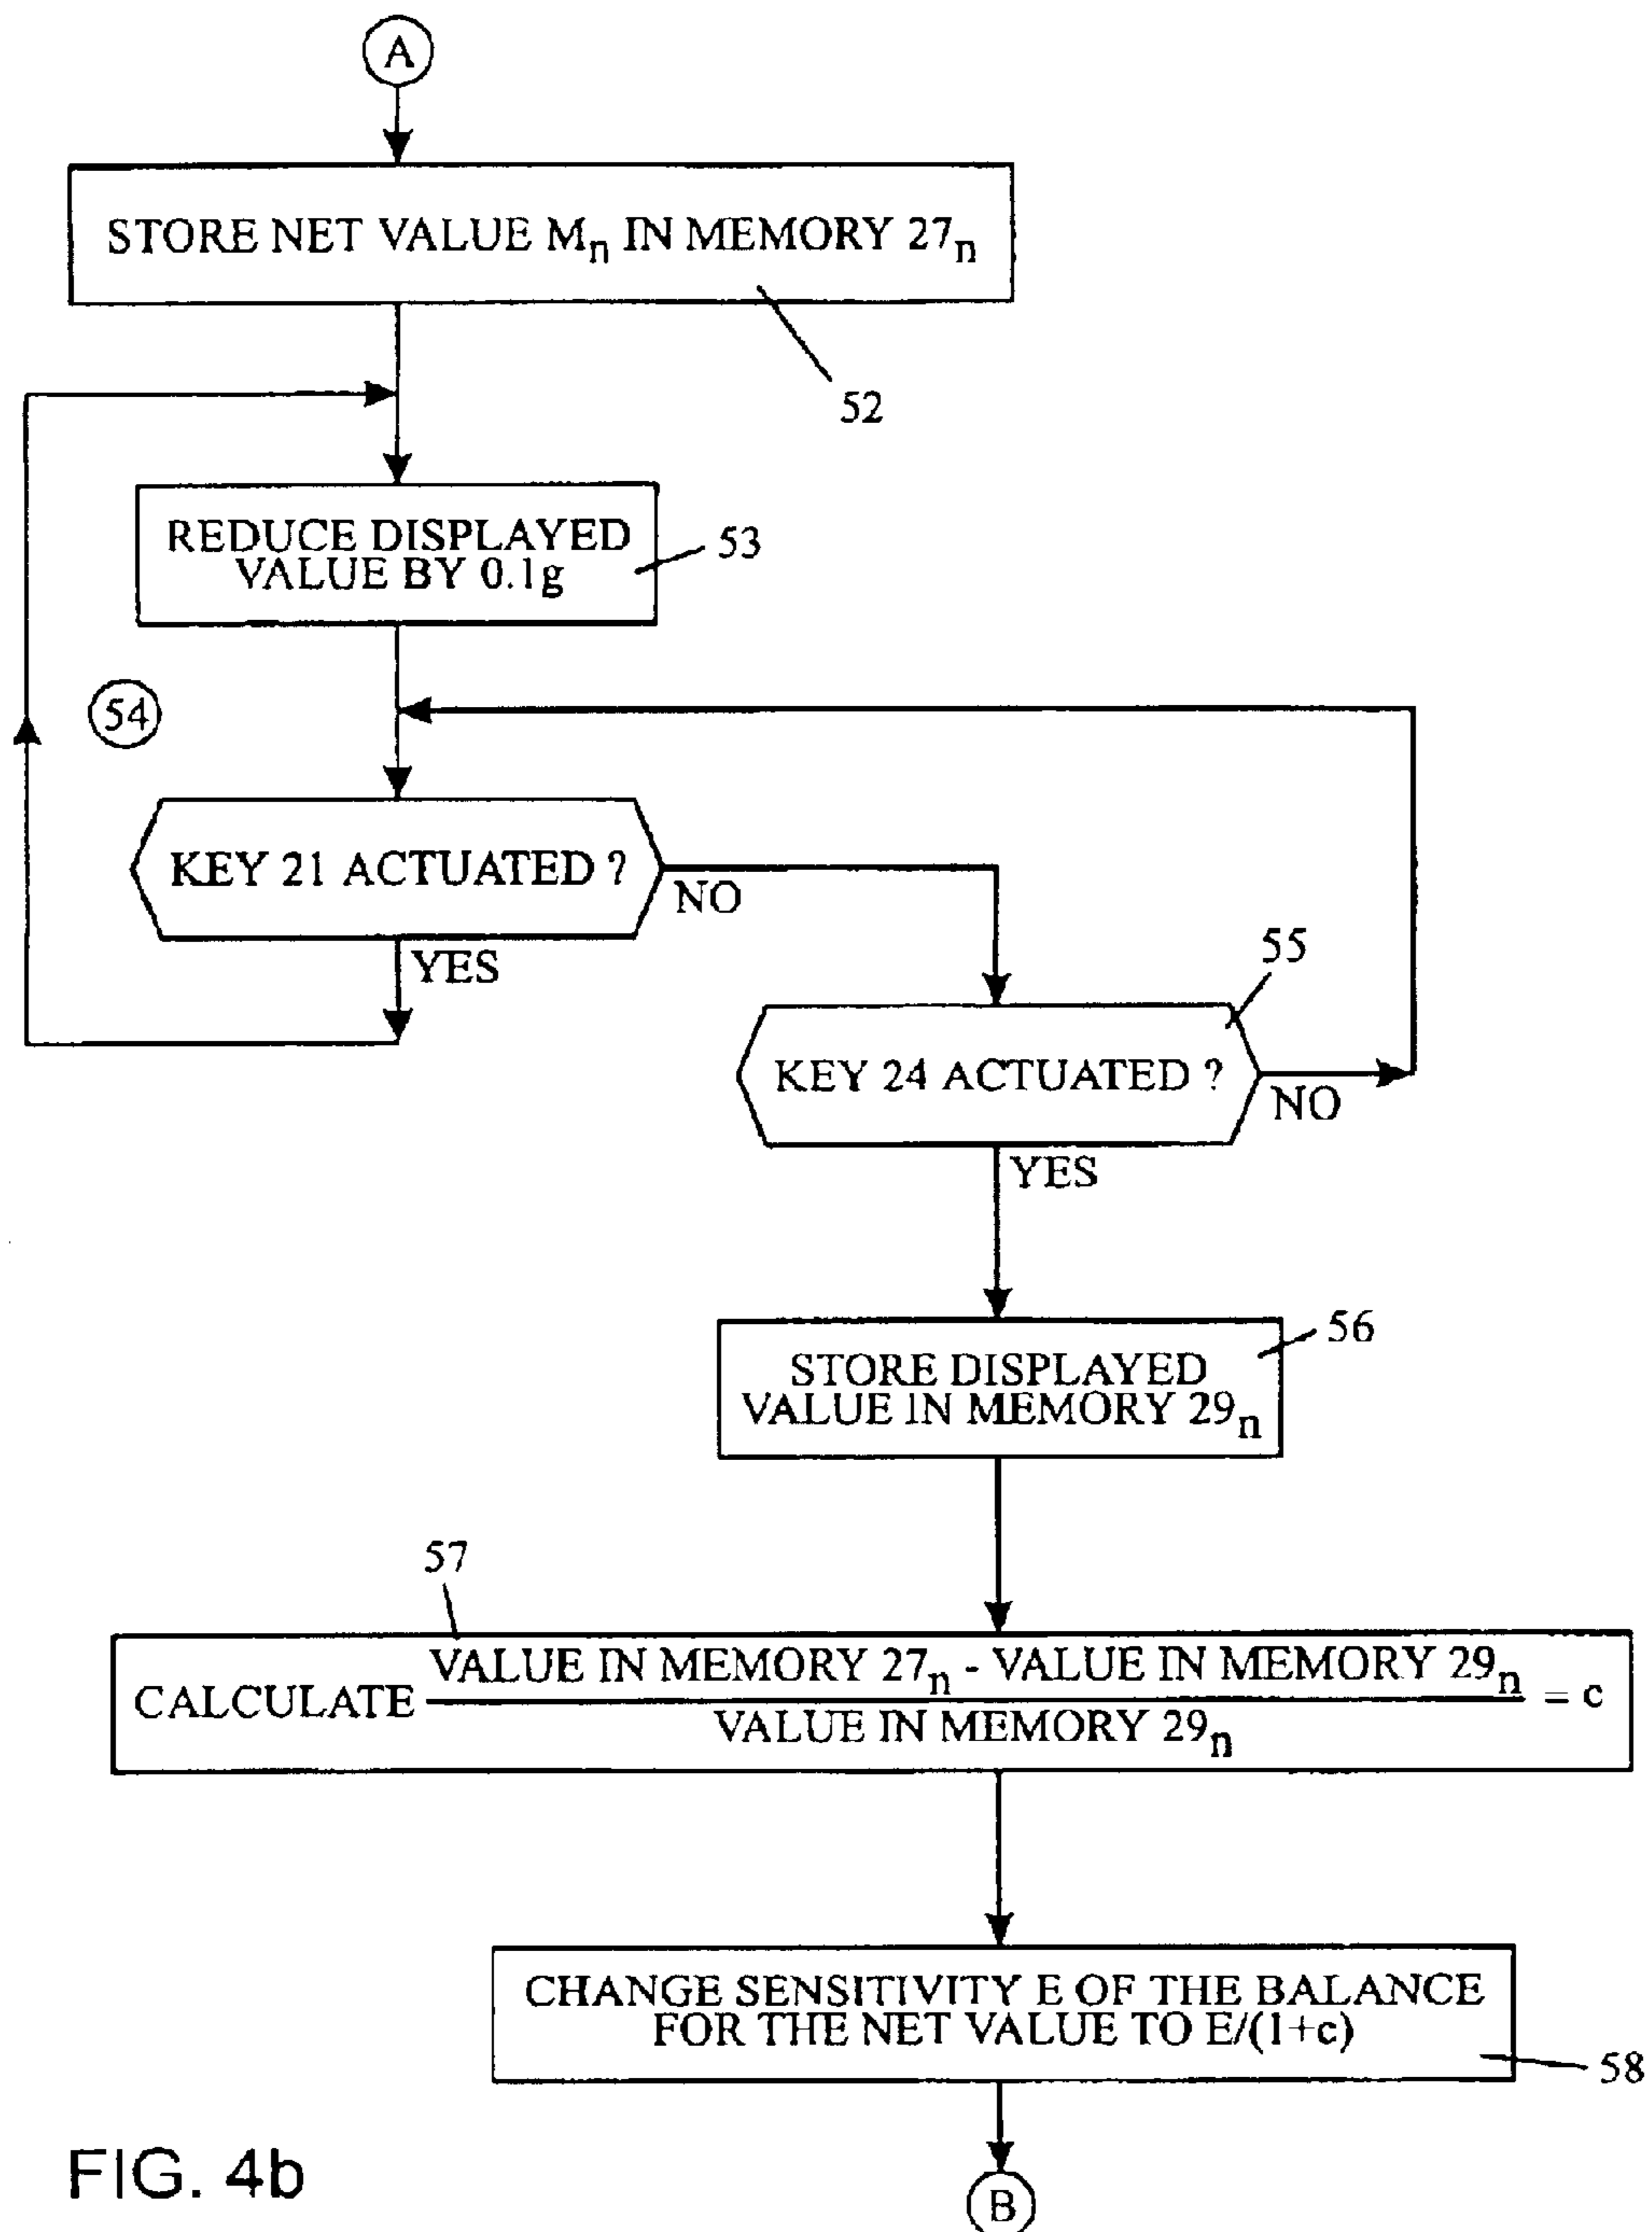 A
STORE NET VALUE Mn IN MEMORY 27n
52
REDUCE DISPLAYED
VALUE BY 0.1g
53
54
KEY 21 ACTUATED ?
NO
YES
55
KEY 24 ACTUATED ?
NO
YES
56
STORE DISPLAYED
VALUE IN MEMORY 29n
57
VALUE IN MEMORY 27n - VALUE IN MEMORY 29n
CALCULATE = c
VALUE IN MEMORY 29n
CHANGE SENSITIVITY E OF THE BALANCE
FOR THE NET VALUE TO E/(1+c)
58
FIG. 4b
B